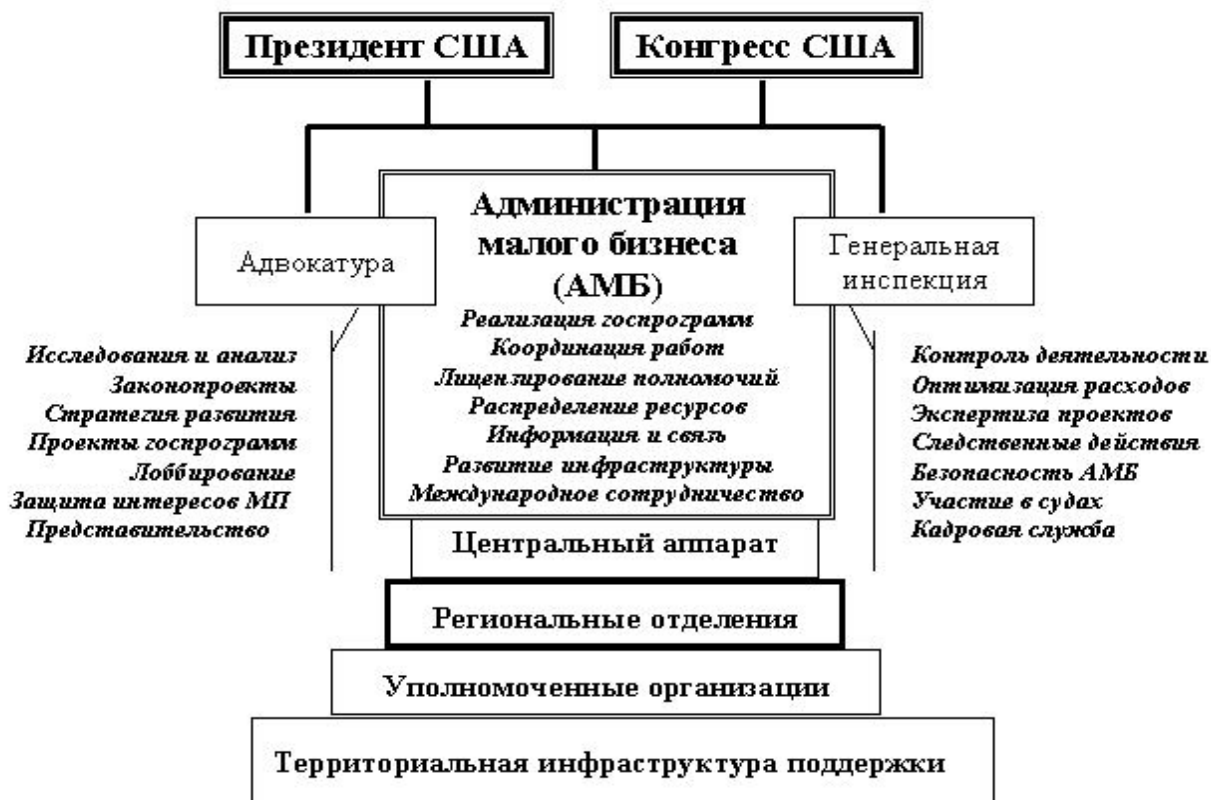 Президент США
Конгресс США
Администрация
малого бизнеса
(АМБ)
Реализация госпрограмм
Координация работ
Лицензирование полномочий
Распределение ресурсов
Информация и связь
Развитие инфраструктуры
Международное сотрудничество
Адвокатура
Генеральная
инспекция
Исследования и анализ
Законопроекты
Стратегия развития
Проекты госпрограмм
Лоббирование
Защита интересов МП
Представительство
Контроль деятельности
Оптимизация расходов
Экспертиза проектов
Следственные действия
Безопасность АМБ
Участие в судах
Кадровая служба
Центральный аппарат
Региональные отделения
Уполномоченные организации
Территориальная инфраструктура поддержки